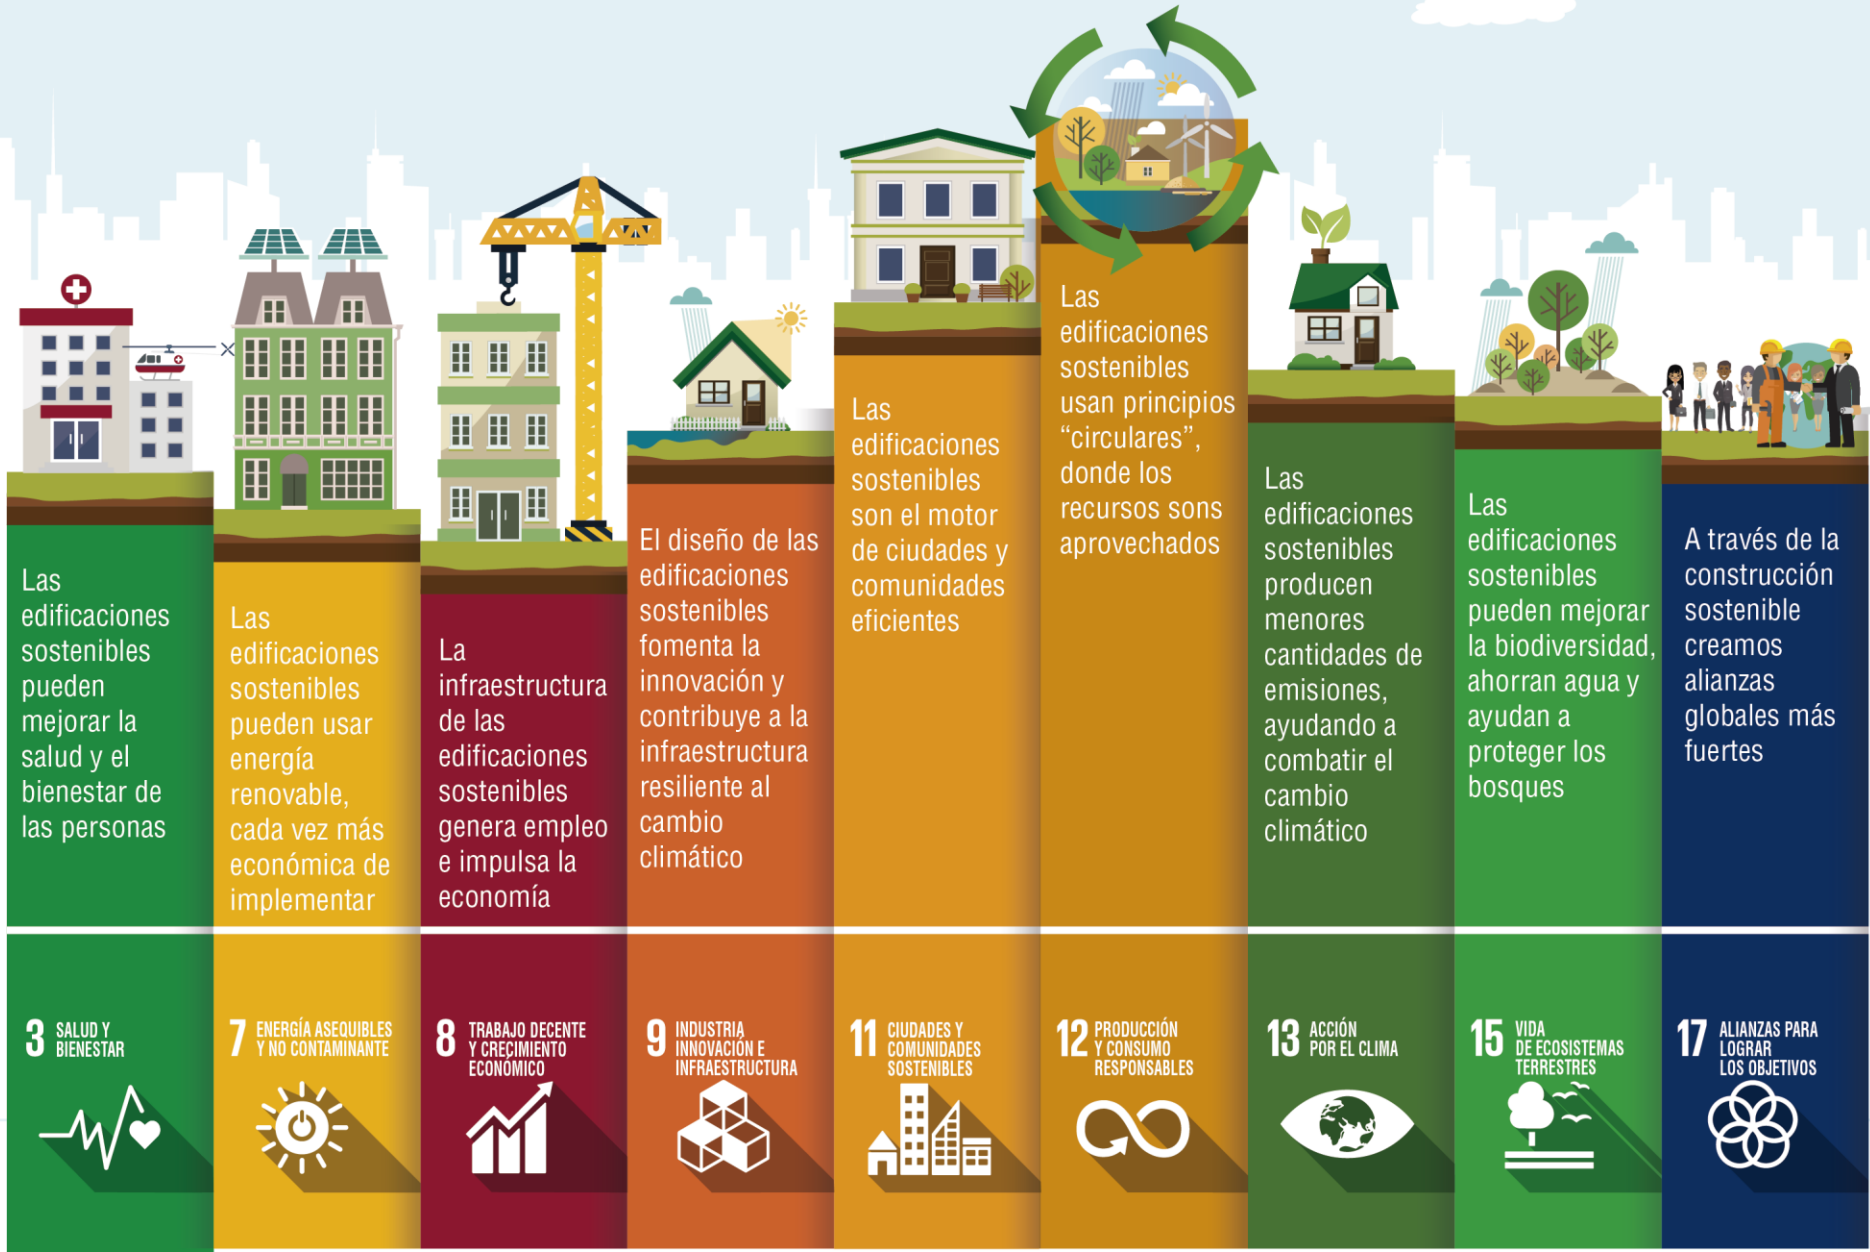 Las
edificaciones
sostenibles
pueden
mejorar la
salud y el
bienestar de
las personas
3 SALUD Y
BIENESTAR
Las
edificaciones
sostenibles
pueden usar
energía
renovable,
cada vez más
económica de
implementar
7 ENERGÍA ASEQUIBLES
Y NO CONTAMINANTE
La
infraestructura
de las
edificaciones
sostenibles
genera empleo
e impulsa la
economía
8 TRABAJO DECENTE
Y CRECIMIENTO
ECONÓMICO
El diseño de las
edificaciones
sostenibles
fomenta la
innovación y
contribuye a la
infraestructura
resiliente al
cambio
climático
9 INDUSTRIA
INNOVACIÓN E
INFRAESTRUCTURA
Las
edificaciones
sostenibles
son el motor
de ciudades y
comunidades
eficientes
11 CIUDADES Y
COMUNIDADES
SOSTENIBLES
Las
edificaciones
sostenibles
usan principios
“circulares”,
donde los
recursos sons
aprovechados
12 PRODUCCIÓN
Y CONSUMO
RESPONSABLES
Las
edificaciones
sostenibles
producen
menores
cantidades de
emisiones,
ayudando a
combatir el
cambio
climático
13 ACCIÓN
POR EL CLIMA
Las
edificaciones
sostenibles
pueden mejorar
la biodiversidad,
ahorran agua y
ayudan a
proteger los
bosques
15 VIDA
DE ECOSISTEMAS
TERRESTRES
A través de la
construcción
sostenible
creamos
alianzas
globales más
fuertes
17 ALIANZAS PARA
LOGRAR
LOS OBJETIVOS